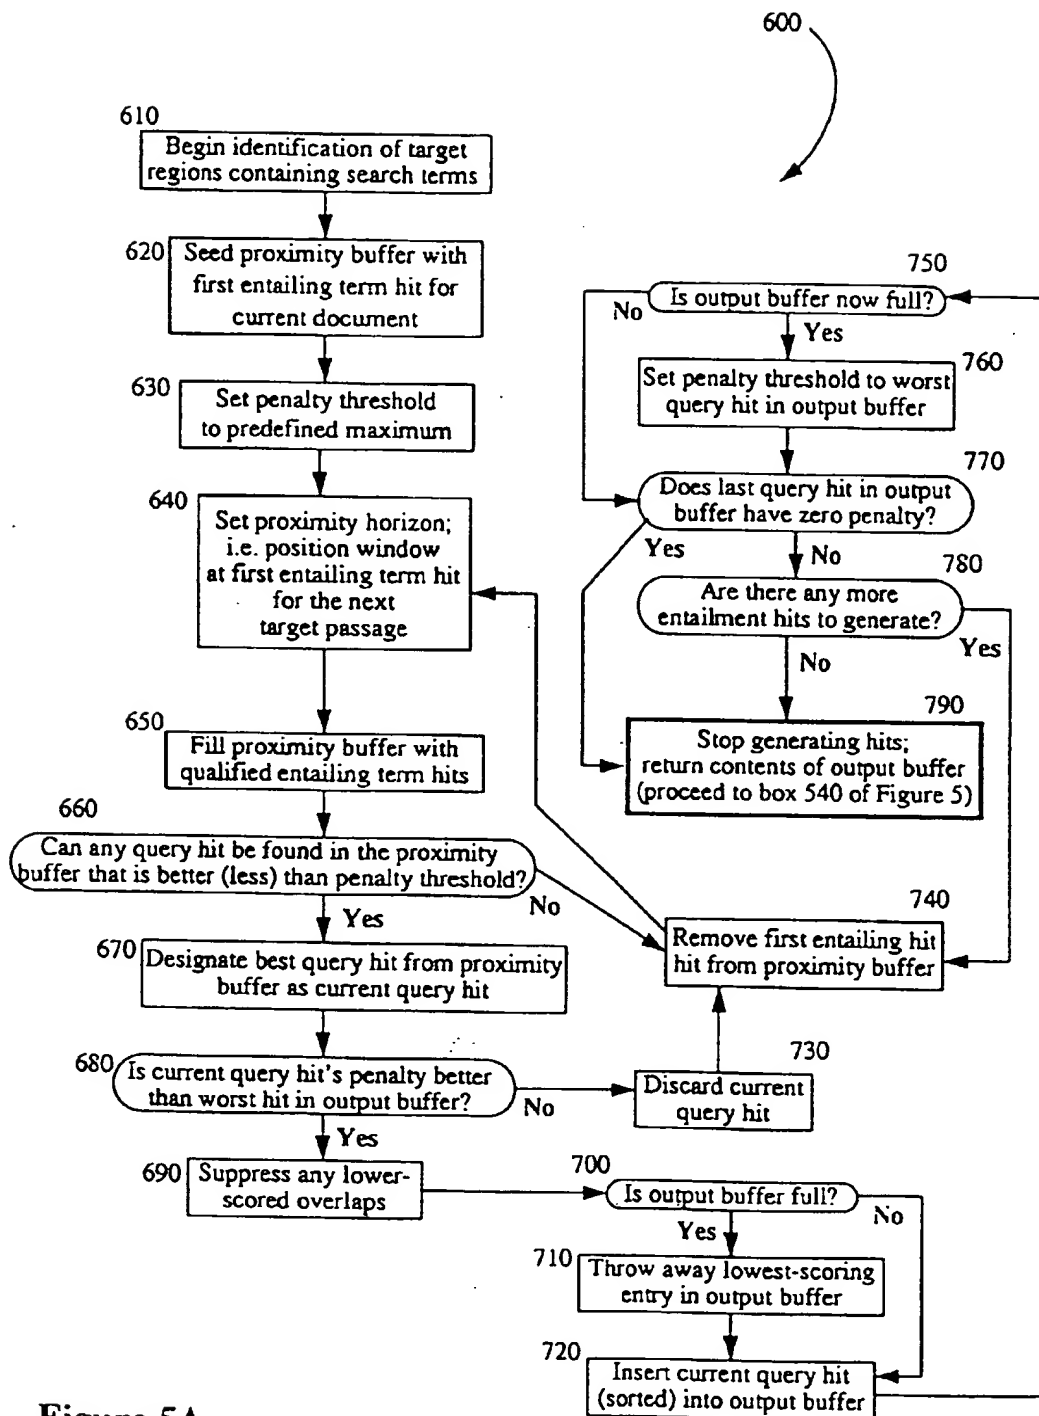 600
610
Begin identification of target
regions containing search terms
620
Seed proximity buffer with
first entailing term hit for
current document
630
Set penalty threshold
to predefined maximum
640
Set proximity horizon;
i.e. position window
at first entailing term hit
for the next
target passage
650
Fill proximity buffer with
qualified entailing term hits
660
Can any query hit be found in the proximity
buffer that is better (less) than penalty threshold?
No
Yes
670
Designate best query hit from proximity
buffer as current query hit
680
Is current query hit's penalty better
than worst hit in output buffer?
No
Yes
690
Suppress any lower-
scored overlaps
700
Is output buffer full?
No
Yes
710
Throw away lowest-scoring
entry in output buffer
720
Insert current query hit
(sorted) into output buffer
730
Discard current
query hit
740
Remove first entailing hit
hit from proximity buffer
750
Is output buffer now full?
No
Yes
760
Set penalty threshold to worst
query hit in output buffer
770
Does last query hit in output
buffer have zero penalty?
Yes
No
780
Are there any more
entailment hits to generate?
Yes
No
790
Stop generating hits;
return contents of output buffer
(proceed to box 540 of Figure 5)
Figure 5A